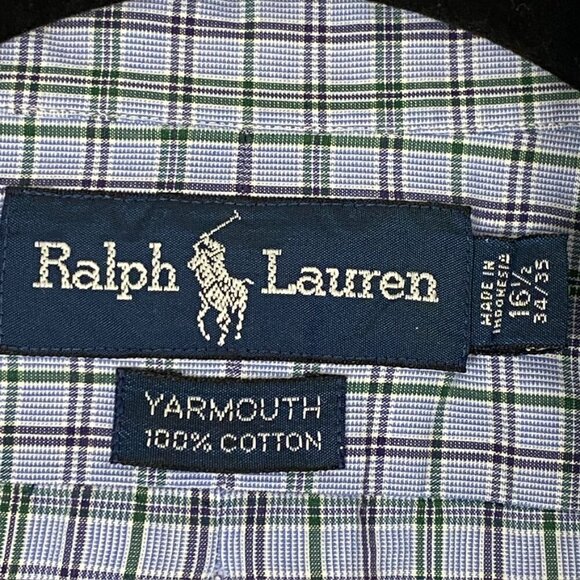 Ralph Lauren
MADE IN
INDONESIA
16½
34/35
YARMOUTH
100% COTTON